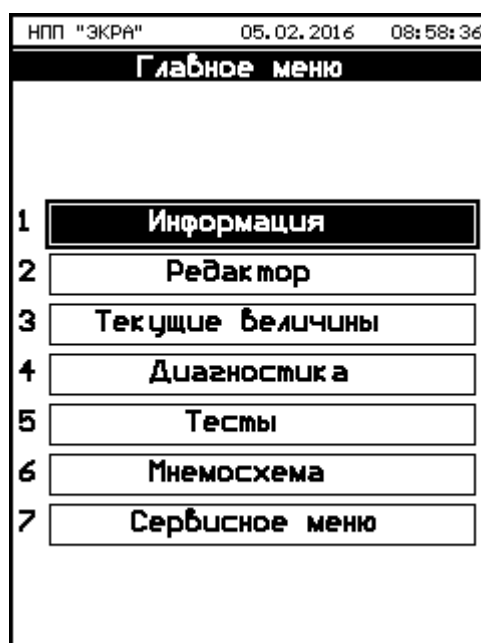 НПП "ЭКРА" 05.02.2016 08:58:36
Главное меню
1 Информация
2 Редактор
3 Текущие величины
4 Диагностика
5 Тесты
6 Мнемосхема
7 Сервисное меню